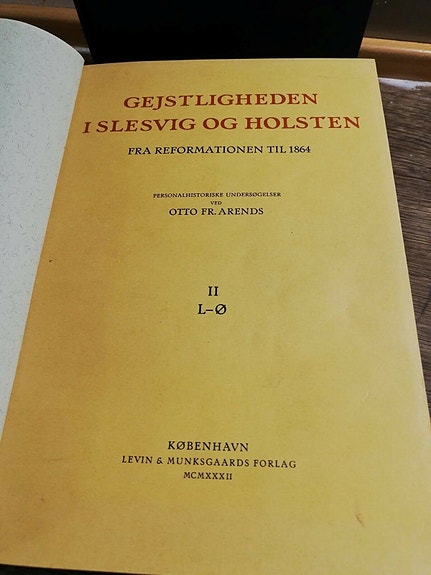 GEJSTLIGHEDEN
I SLESVIG OG HOLSTEN
FRA REFORMATIONEN TIL 1864
PERSONALHISTORISKE UNDERSØGELSER
VED
OTTO FR. ARENDS
II
L-Ø
KØBENHAVN
LEVIN & MUNKSGAARDS FORLAG
MCMXXXII